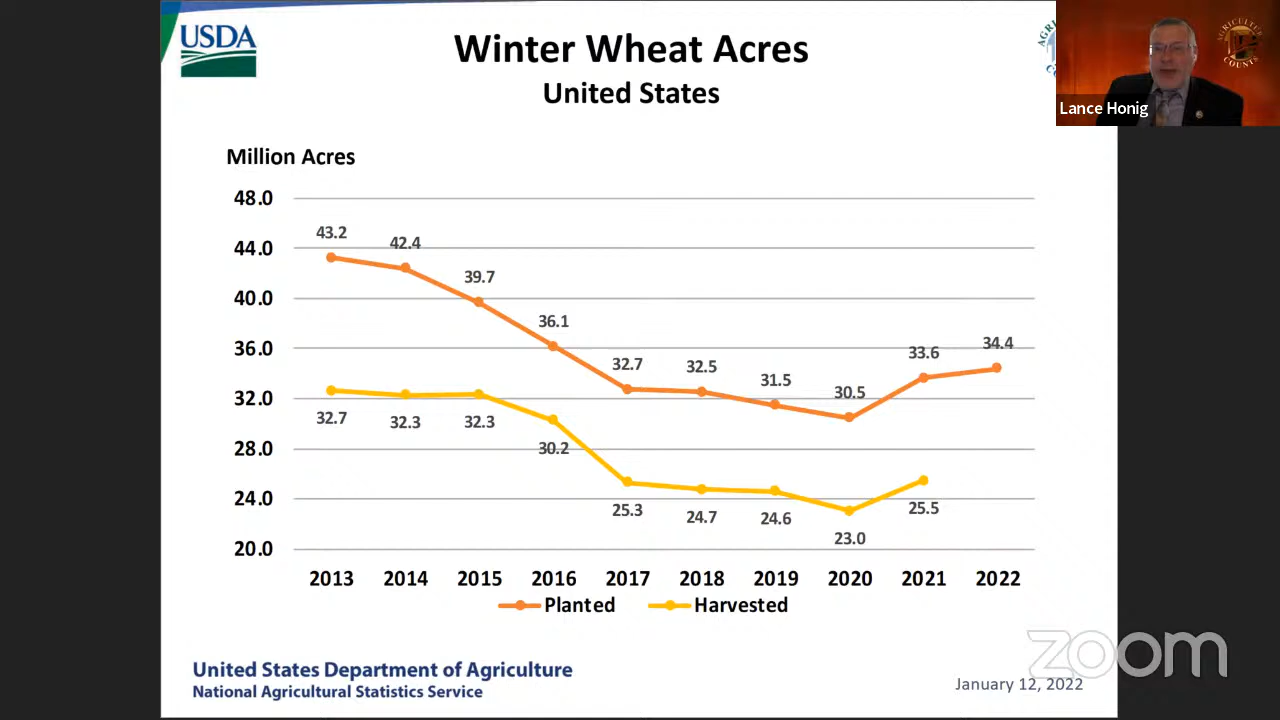 USDA
Winter Wheat Acres
United States
Lance Honig
COUNTS
Million Acres
48.0
44.0
40.0
36.0
32.0
28.0
24.0
20.0
43.2
42.4
39.7
36.1
32.7
32.5
31.5
30.5
33.6
34.4
32.7
32.3
32.3
30.2
25.3
24.7
24.6
23.0
25.5
2013 2014 2015 2016 2017 2018 2019 2020 2021 2022
Planted Harvested
United States Department of Agriculture
National Agricultural Statistics Service
January 12, 2022
zoom